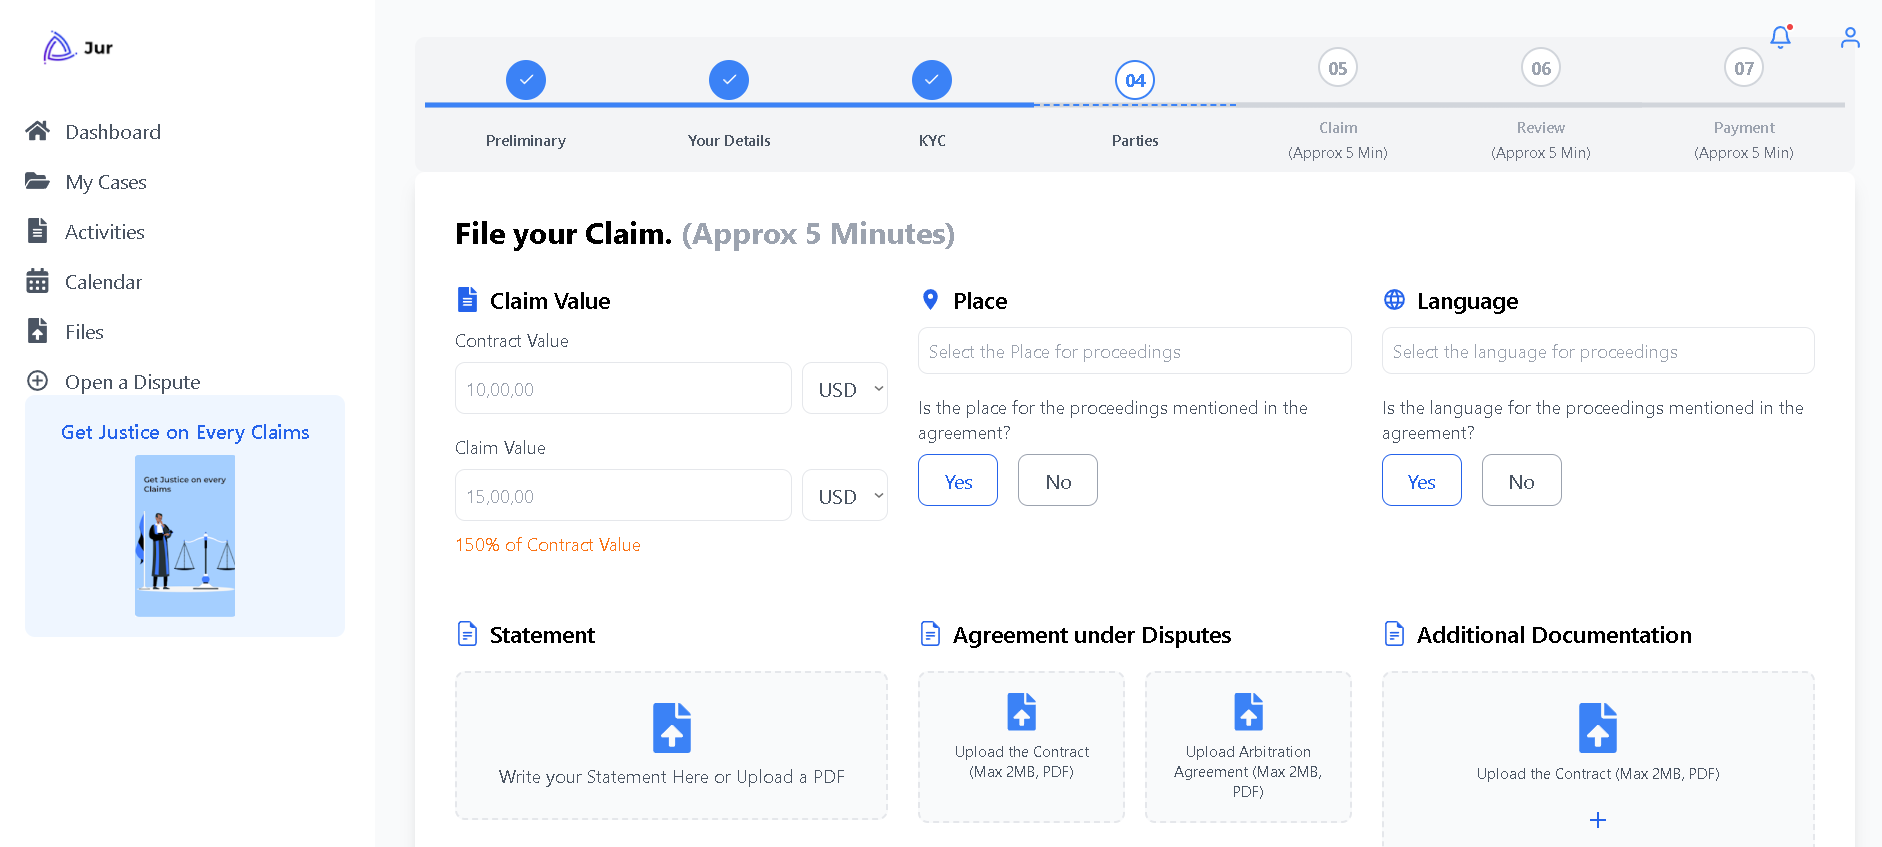 Jur
Dashboard
My Cases
Activities
Calendar
Files
Open a Dispute
Get Justice on Every Claims
Get Justice on every
Claims
Preliminary
Your Details
KYC
04
Parties
05
Claim
(Approx 5 Min)
06
Review
(Approx 5 Min)
07
Payment
(Approx 5 Min)
File your Claim. (Approx 5 Minutes)
Claim Value
Contract Value
10,00,00
USD
Claim Value
15,00,00
USD
150% of Contract Value
Place
Select the Place for proceedings
Is the place for the proceedings mentioned in the
agreement?
Yes
No
Language
Select the language for proceedings
Is the language for the proceedings mentioned in the
agreement?
Yes
No
Statement
Write your Statement Here or Upload a PDF
Agreement under Disputes
Upload the Contract
(Max 2MB, PDF)
Upload Arbitration
Agreement (Max 2MB,
PDF)
Additional Documentation
Upload the Contract (Max 2MB, PDF)